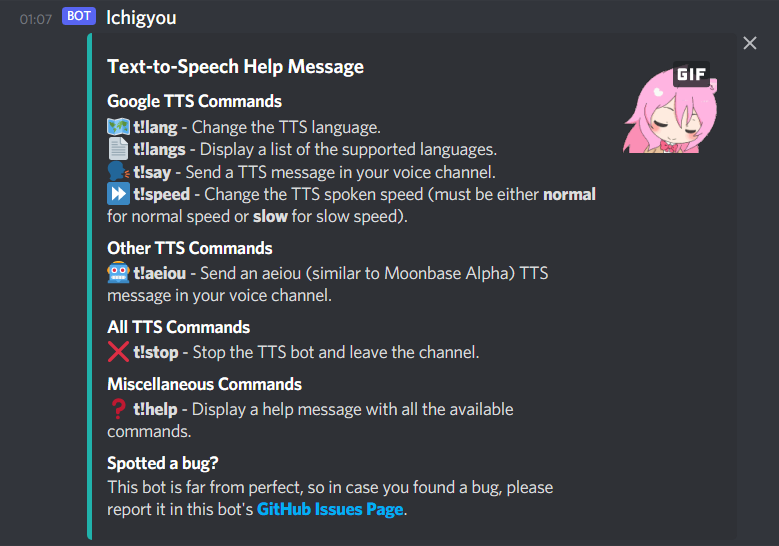 01:07 BOT Ichigyou
Text-to-Speech Help Message
GIF
Google TTS Commands
t!lang - Change the TTS language.
t!langs - Display a list of the supported languages.
t!say - Send a TTS message in your voice channel.
t!speed - Change the TTS spoken speed (must be either normal
for normal speed or slow for slow speed).
Other TTS Commands
t!aeiou - Send an aeiou (similar to Moonbase Alpha) TTS
message in your voice channel.
All TTS Commands
t!stop - Stop the TTS bot and leave the channel.
Miscellaneous Commands
t!help - Display a help message with all the available
commands.
Spotted a bug?
This bot is far from perfect, so in case you found a bug, please
report it in this bot's GitHub Issues Page.